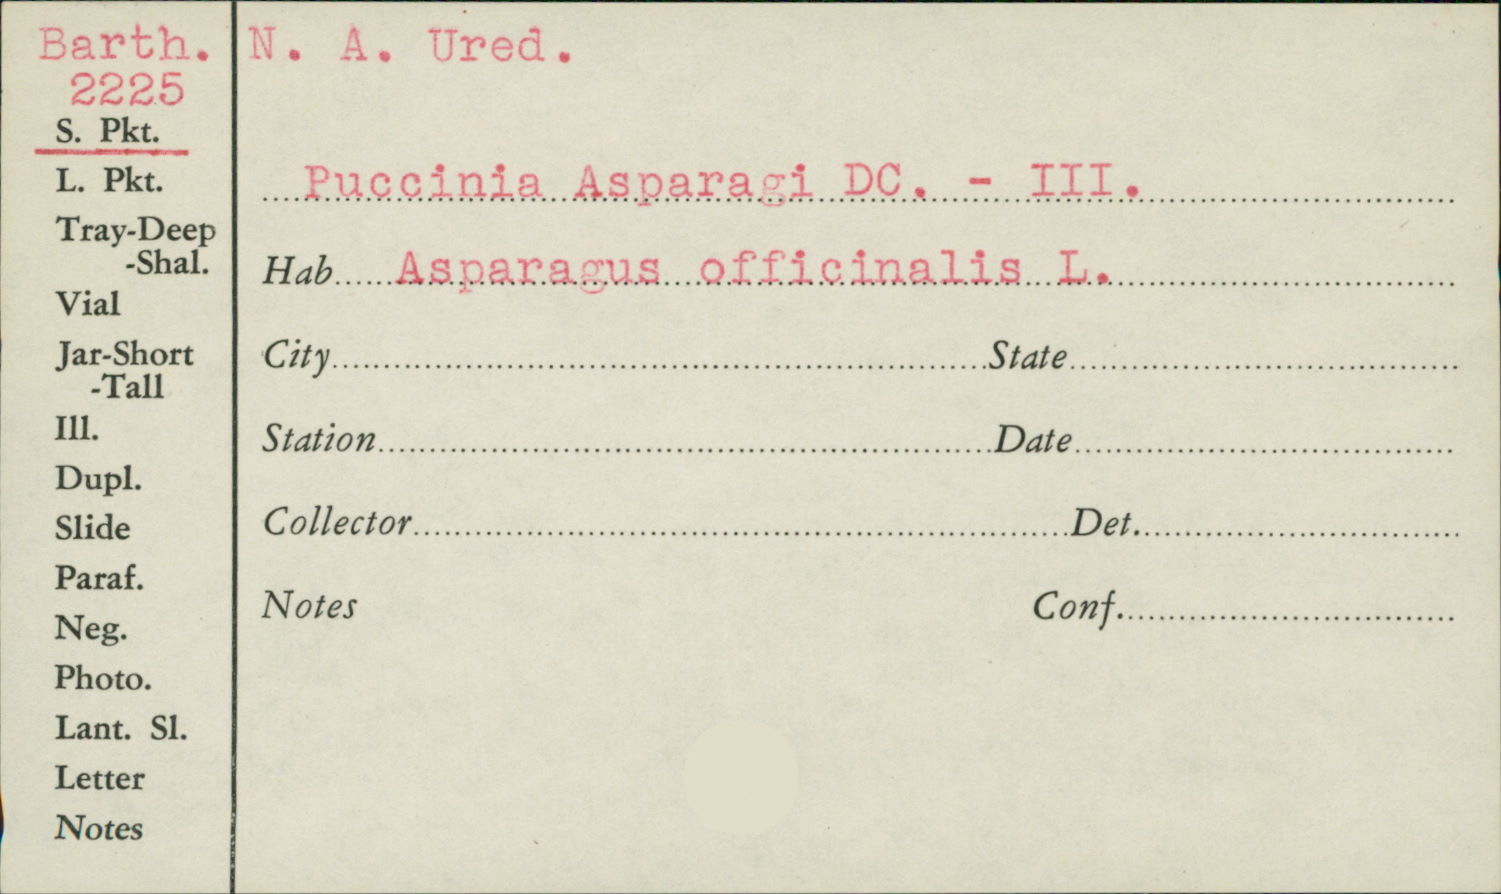 Barth. N. A. Ured.
2225
S. Pkt.
L. Pkt.
Tray-Deep
-Shal.
Vial
Jar-Short
-Tall
Ill.
Dupl.
Slide
Paraf.
Neg.
Photo.
Lant. Sl.
Letter
Notes
Puccinia Asparagi DC. - III.
Hab Asparagus officinalis L.
City State
Station Date
Collector Det.
Notes Conf.